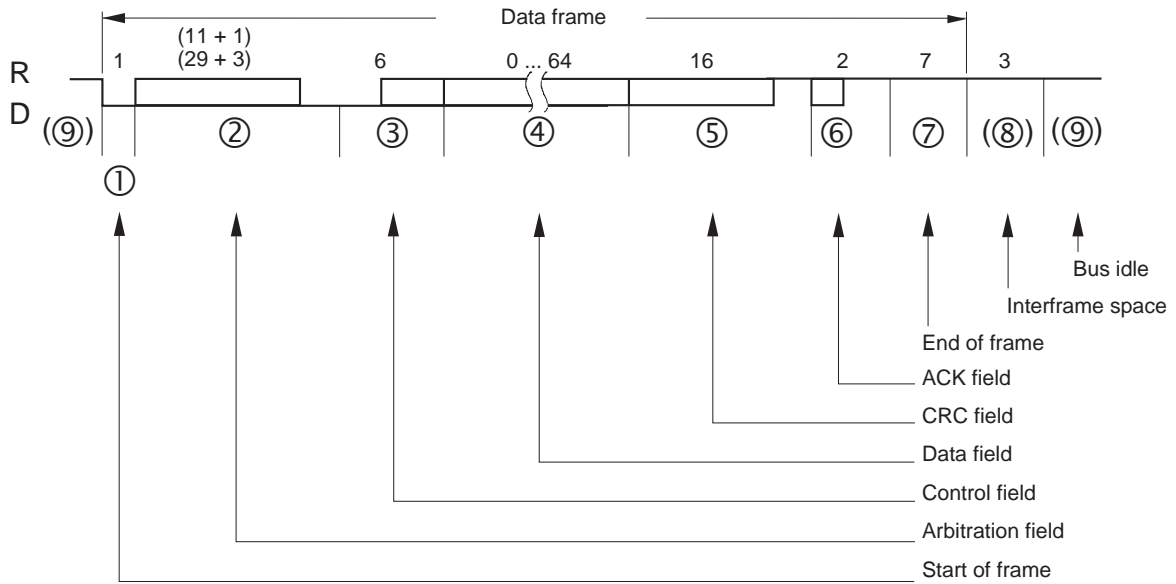 Data frame
(11 + 1)
(29 + 3)
1 6 0 ... 64 16 2 7 3
R
D
(⑨) ② ③ ④ ⑤ ⑥ ⑦ (⑧) (⑨)
①
Bus idle
Interframe space
End of frame
ACK field
CRC field
Data field
Control field
Arbitration field
Start of frame